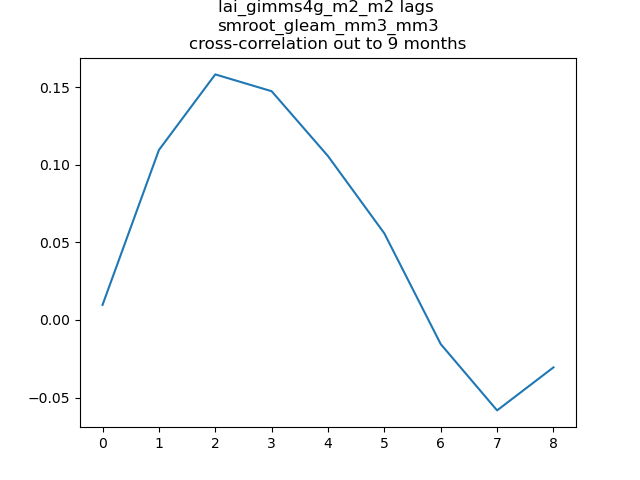 lai_gimms4g_m2_m2 lags
smroot_gleam_mm3_mm3
cross-correlation out to 9 months
0.15
0.10
0.05
0.00
−0.05
0 1 2 3 4 5 6 7 8